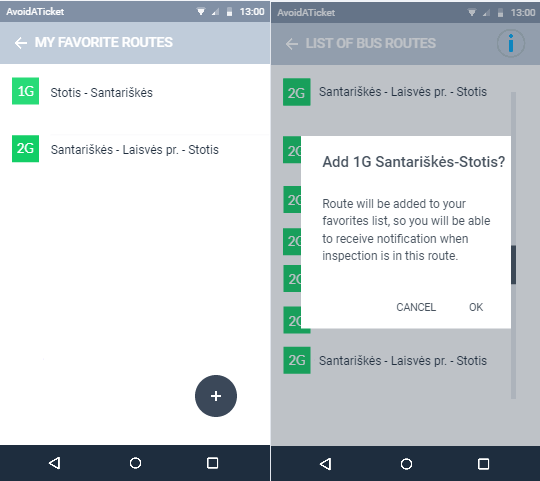 AvoidATicket 13:00
MY FAVORITE ROUTES
1G Stotis - Santariškės
2G Santariškės - Laisvės pr. - Stotis
+
AvoidATicket 13:00
LIST OF BUS ROUTES i
2G Santariškės - Laisvės pr. - Stotis
2G
Add 1G Santariškės-Stotis?
2G
Route will be added to your
favorites list, so you will be able
2G
to receive notification when
inspection is in this route.
2G
CANCEL OK
2G
2G Santariškės - Laisvės pr. - Stotis